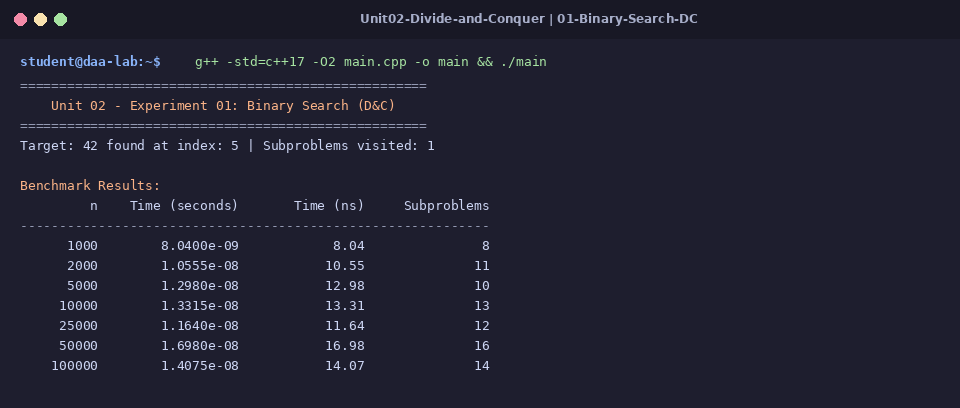 Unit02-Divide-and-Conquer | 01-Binary-Search-DC
student@daa-lab:~$ g++ -std=c++17 -O2 main.cpp -o main && ./main
====================================================
Unit 02 - Experiment 01: Binary Search (D&C)
====================================================
Target: 42 found at index: 5 | Subproblems visited: 1
Benchmark Results:
n Time (seconds) Time (ns) Subproblems
------------------------------------------------------------
1000 8.0400e-09 8.04 8
2000 1.0555e-08 10.55 11
5000 1.2980e-08 12.98 10
10000 1.3315e-08 13.31 13
25000 1.1640e-08 11.64 12
50000 1.6980e-08 16.98 16
100000 1.4075e-08 14.07 14